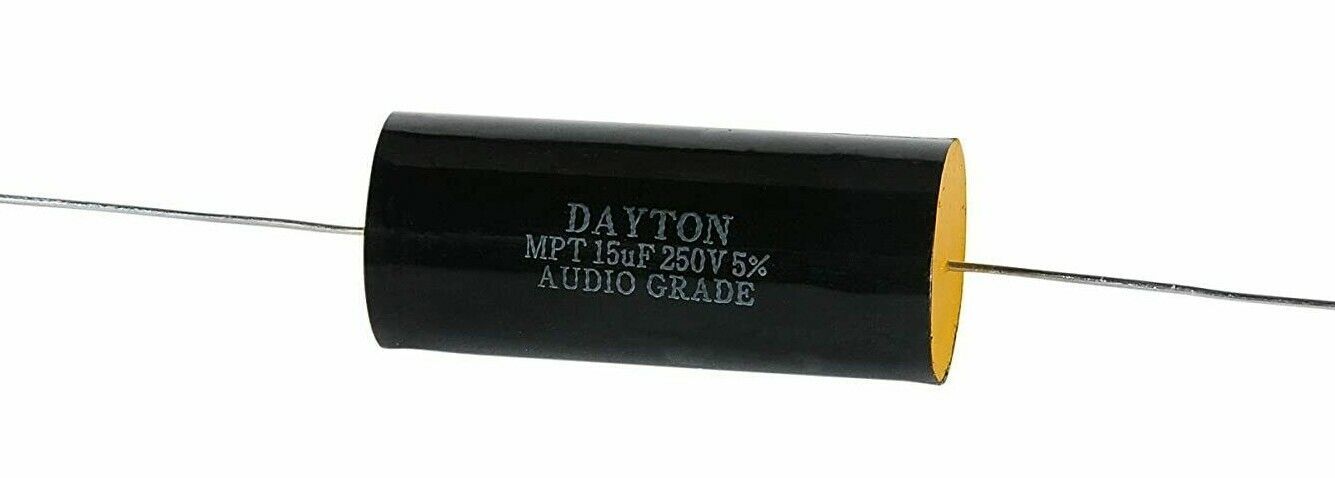 DAYTON
MPT 15uF 250V 5%
AUDIO GRADE